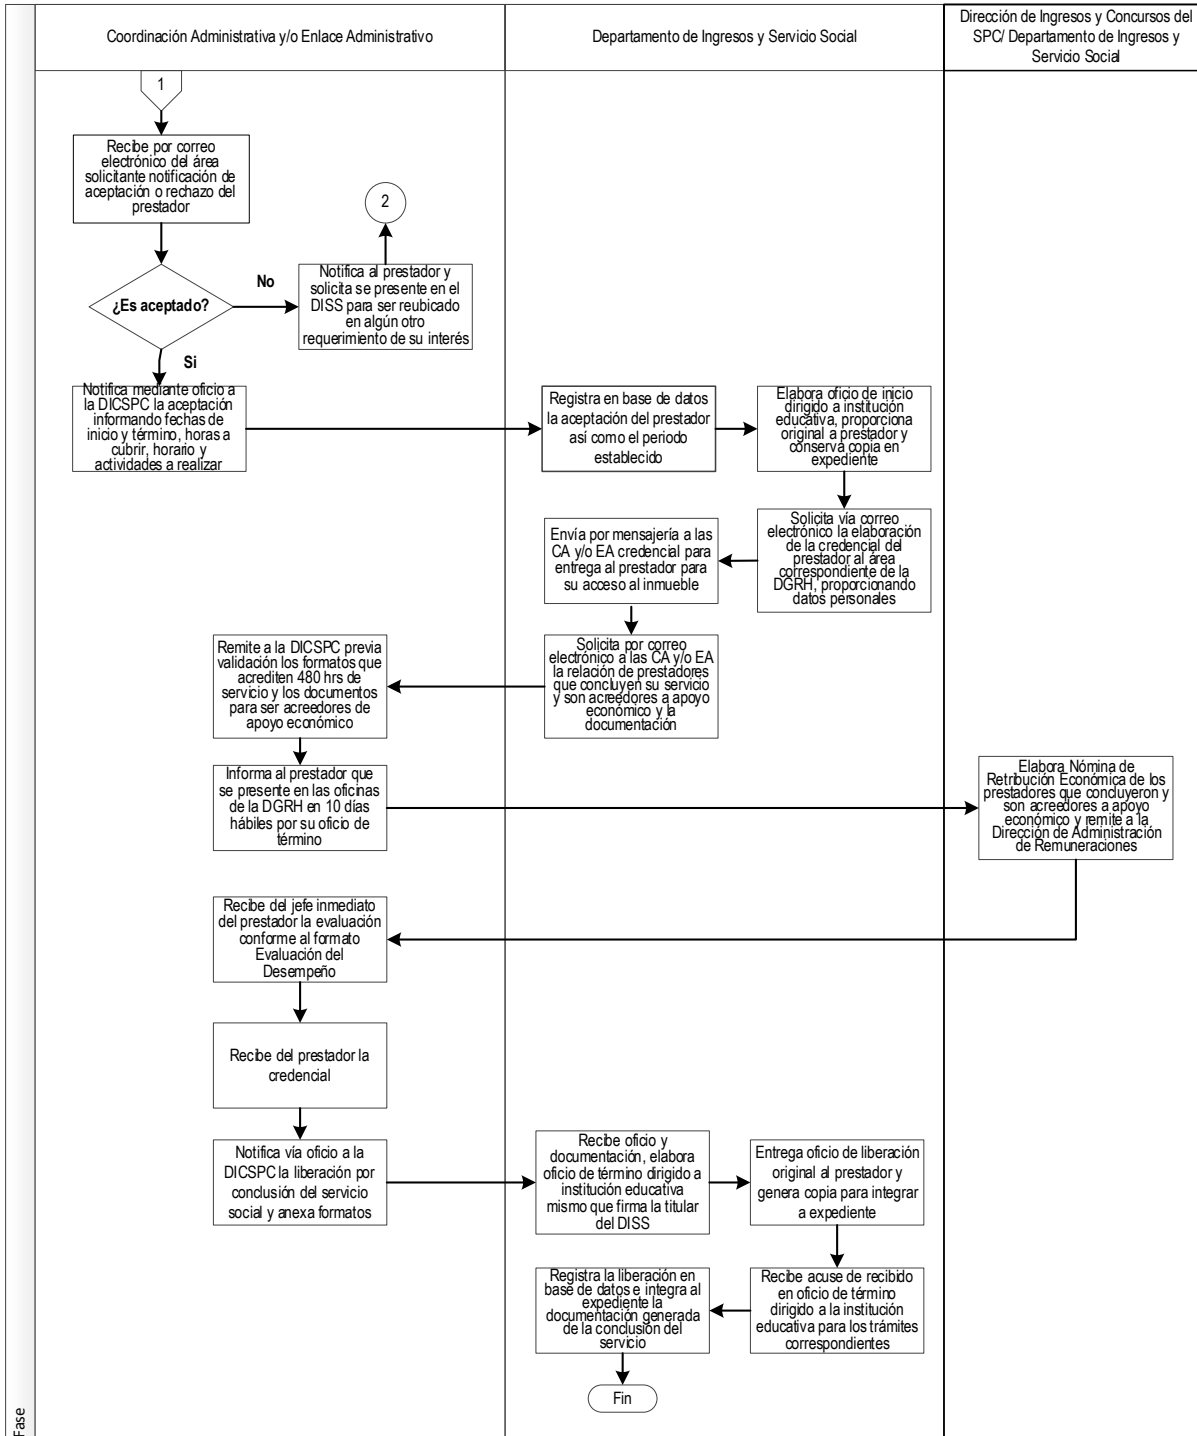 Coordinación Administrativa y/o Enlace Administrativo
Departamento de Ingresos y Servicio Social
Dirección de Ingresos y Concursos del
SPC/ Departamento de Ingresos y
Servicio Social
1
Recibe por correo
electrónico del área
solicitante notificación de
aceptación o rechazo del
prestador
2
¿Es aceptado?
No
Notifica al prestador y
solicita se presente en el
DISS para ser reubicado
en algún otro
requerimiento de su interés
Si
Notifica mediante oficio a
la DICSPC la aceptación
informando fechas de
inicio y término, horas a
cubrir, horario y
actividades a realizar
Registra en base de datos
la aceptación del prestador
así como el periodo
establecido
Elabora oficio de inicio
dirigido a institución
educativa, proporciona
original a prestador y
conserva copia en
expediente
Solicita vía correo
electrónico la elaboración
de la credencial del
prestador al área
correspondiente de la
DGRH, proporcionando
datos personales
Envía por mensajería a las
CA y/o EA credencial para
entrega al prestador para
su acceso al inmueble
Solicita por correo
electrónico a las CA y/o EA
la relación de prestadores
que concluyen su servicio
y son acreedores a apoyo
económico y la
documentación
Remite a la DICSPC previa
validación los formatos que
acrediten 480 hrs de
servicio y los documentos
para ser acreedores de
apoyo económico
Informa al prestador que
se presente en las oficinas
de la DGRH en 10 días
hábiles por su oficio de
término
Elabora Nómina de
Retribución Económica de los
prestadores que concluyeron y
son acreedores a apoyo
económico y remite a la
Dirección de Administración
de Remuneraciones
Recibe del jefe inmediato
del prestador la evaluación
conforme al formato
Evaluación del
Desempeño
Recibe del prestador la
credencial
Notifica vía oficio a la
DICSPC la liberación por
conclusión del servicio
social y anexa formatos
Recibe oficio y
documentación, elabora
oficio de término dirigido a
institución educativa
mismo que firma la titular
del DISS
Entrega oficio de liberación
original al prestador y
genera copia para integrar
a expediente
Recibe acuse de recibido
en oficio de término
dirigido a la institución
educativa para los trámites
correspondientes
Registra la liberación en
base de datos e integra al
expediente la
documentación generada
de la conclusión del
servicio
Fin
Fase